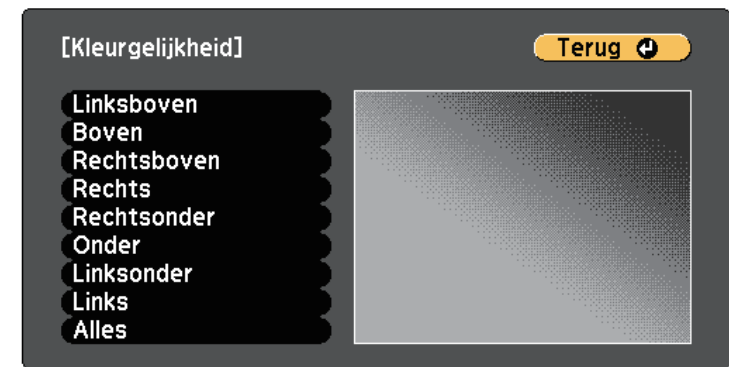 [Kleurgelijkheid]
Terug
Linksboven
Boven
Rechtsboven
Rechts
Rechtsonder
Onder
Linksonder
Links
Alles